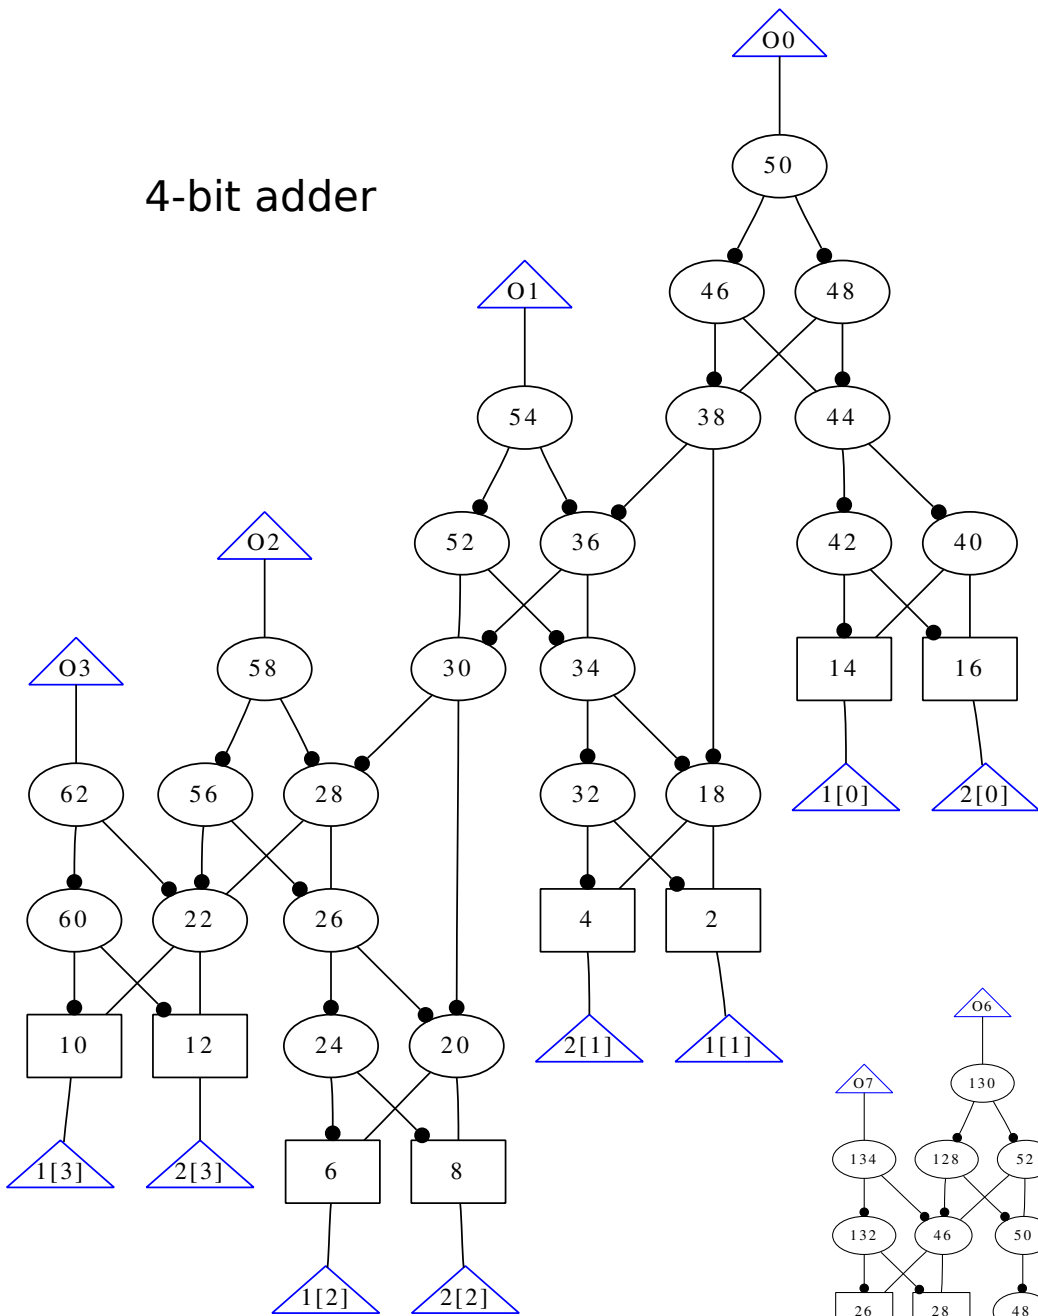 O0
50
4-bit adder
46 48
O1
54 38 44
O2 52 36 42 40
O3 58 30 34 14 16
62 56 28 32 18 1[0] 2[0]
60 22 26 4 2
O6
10 12 24 20 2[1] 1[1]
O7 130
1[3] 2[3] 6 8 134 128 52
132 46 50
1[2] 2[2] 26 28 48